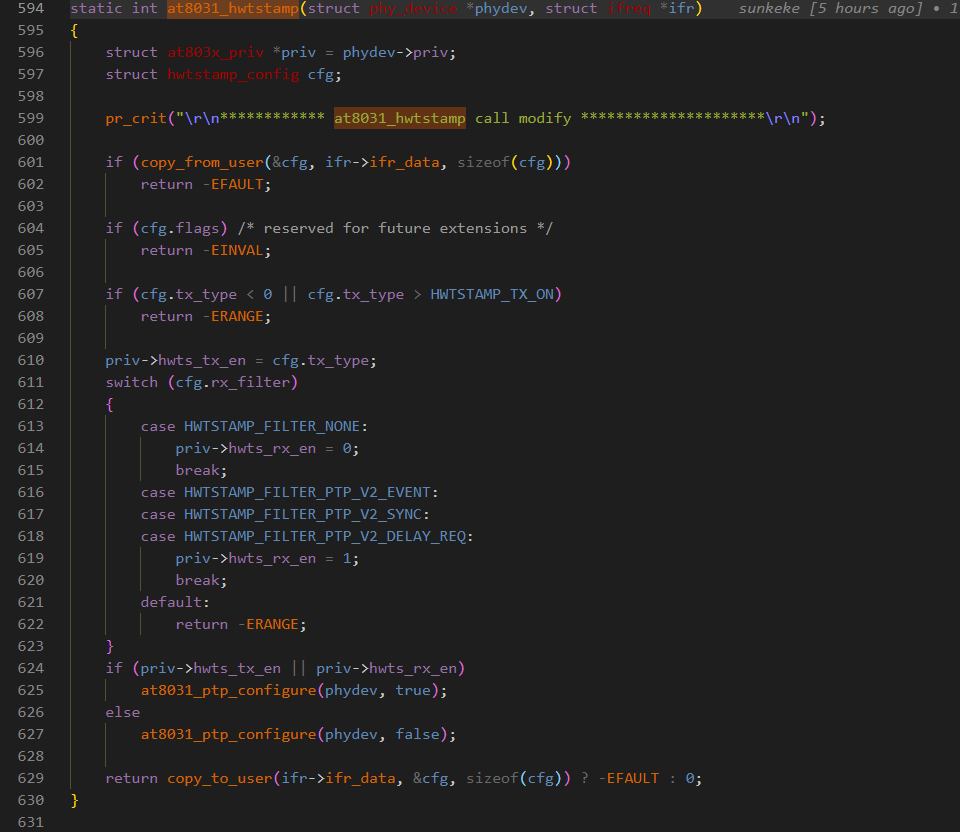 594 static int at8031_hwtstamp(struct phy_device *phydev, struct ifreq *ifr) sunkeke [5 hours ago] • 1
595 {
596 struct at803x_priv *priv = phydev->priv;
597 struct hwtstamp_config cfg;
598
599 pr_crit("\r\n************ at8031_hwtstamp call modify *********************\r\n");
600
601 if (copy_from_user(&cfg, ifr->ifr_data, sizeof(cfg)))
602 return -EFAULT;
603
604 if (cfg.flags) /* reserved for future extensions */
605 return -EINVAL;
606
607 if (cfg.tx_type < 0 || cfg.tx_type > HWTSTAMP_TX_ON)
608 return -ERANGE;
609
610 priv->hwts_tx_en = cfg.tx_type;
611 switch (cfg.rx_filter)
612 {
613 case HWTSTAMP_FILTER_NONE:
614 priv->hwts_rx_en = 0;
615 break;
616 case HWTSTAMP_FILTER_PTP_V2_EVENT:
617 case HWTSTAMP_FILTER_PTP_V2_SYNC:
618 case HWTSTAMP_FILTER_PTP_V2_DELAY_REQ:
619 priv->hwts_rx_en = 1;
620 break;
621 default:
622 return -ERANGE;
623 }
624 if (priv->hwts_tx_en || priv->hwts_rx_en)
625 at8031_ptp_configure(phydev, true);
626 else
627 at8031_ptp_configure(phydev, false);
628
629 return copy_to_user(ifr->ifr_data, &cfg, sizeof(cfg)) ? -EFAULT : 0;
630 }
631